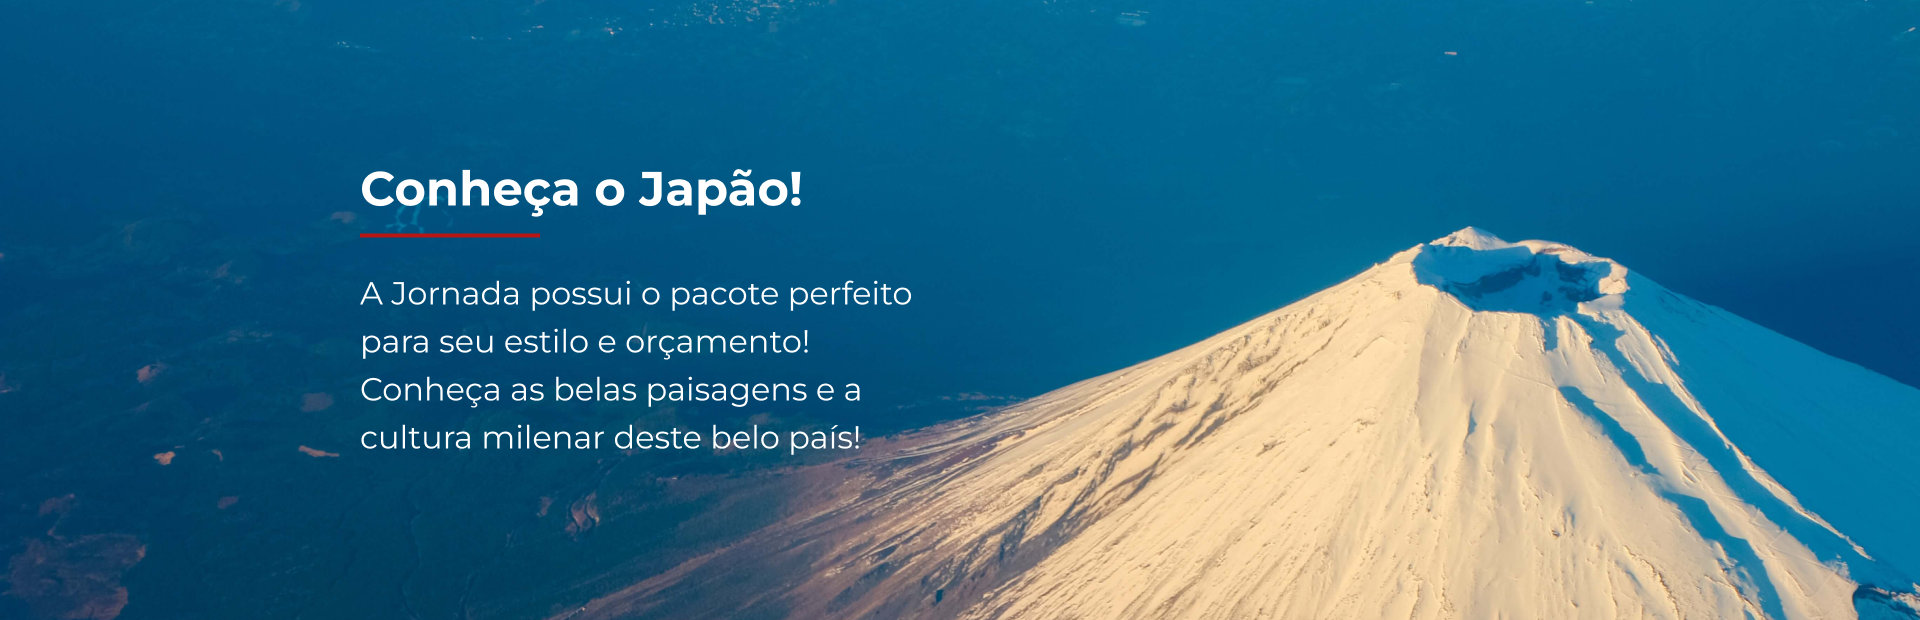 Conheça o Japão!
A Jornada possui o pacote perfeito
para seu estilo e orçamento!
Conheça as belas paisagens e a
cultura milenar deste belo país!